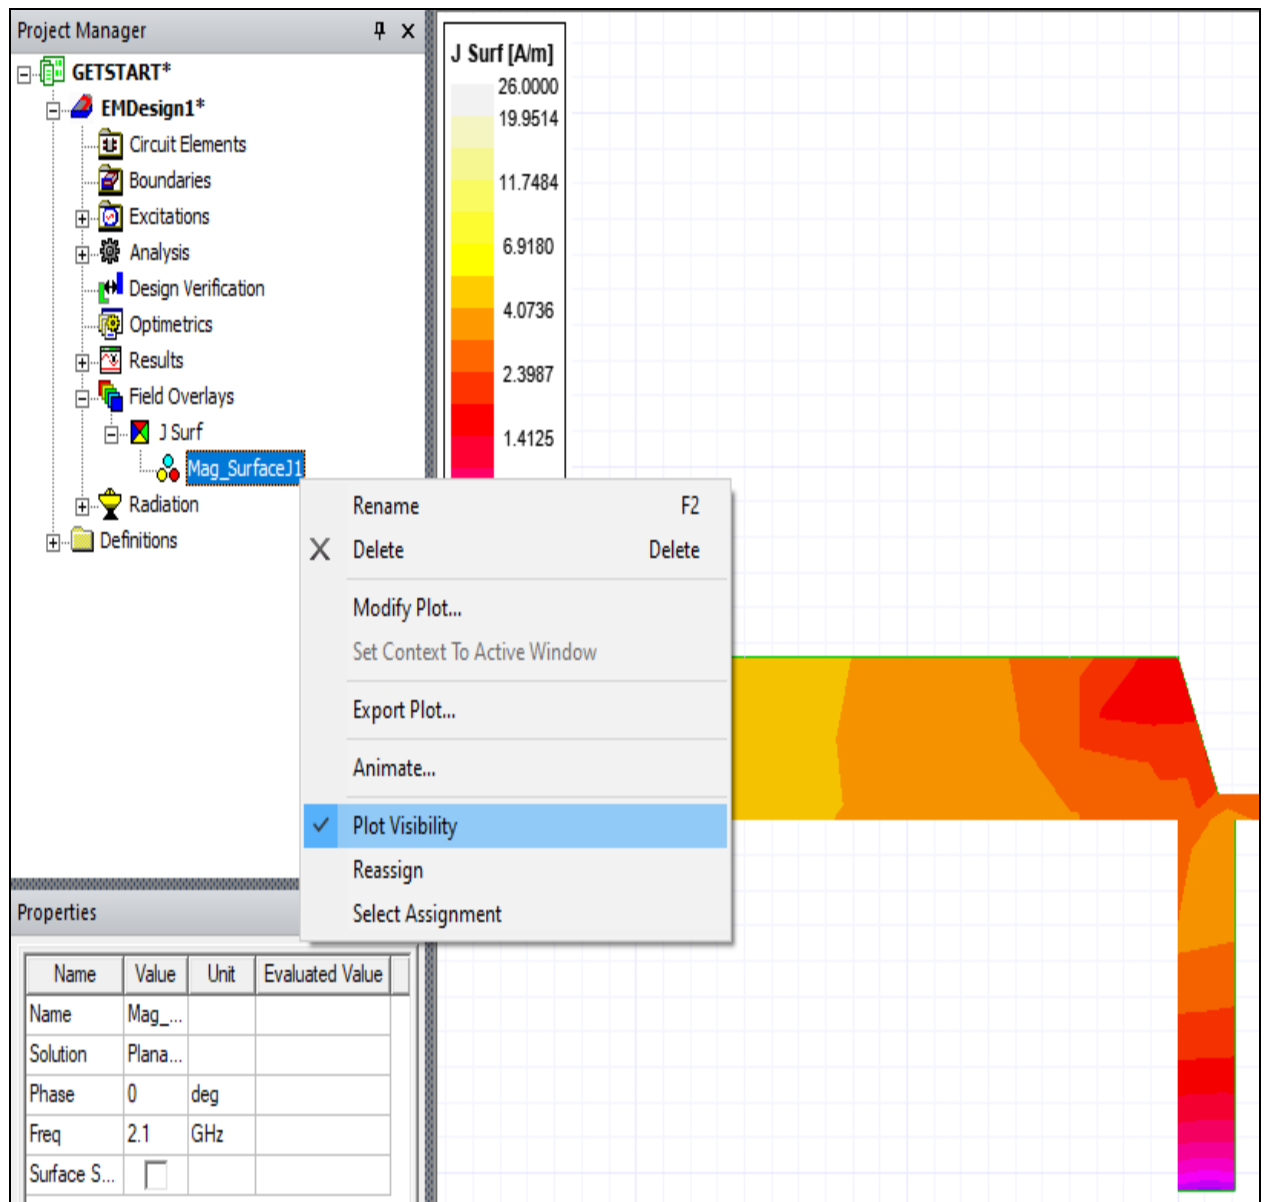 Project Manager
GETSTART*
EMDesign1*
Circuit Elements
Boundaries
Excitations
Analysis
Design Verification
Optimetrics
Results
Field Overlays
J Surf
Mag_SurfaceJ1
Radiation
Definitions
J Surf [A/m]
26.0000
19.9514
11.7484
6.9180
4.0736
2.3987
1.4125
Rename F2
Delete Delete
Modify Plot...
Set Context To Active Window
Export Plot...
Animate...
Plot Visibility
Reassign
Select Assignment
Properties
Name Value Unit Evaluated Value
Name Mag_...
Solution Plana...
Phase 0 deg
Freq 2.1 GHz
Surface S...